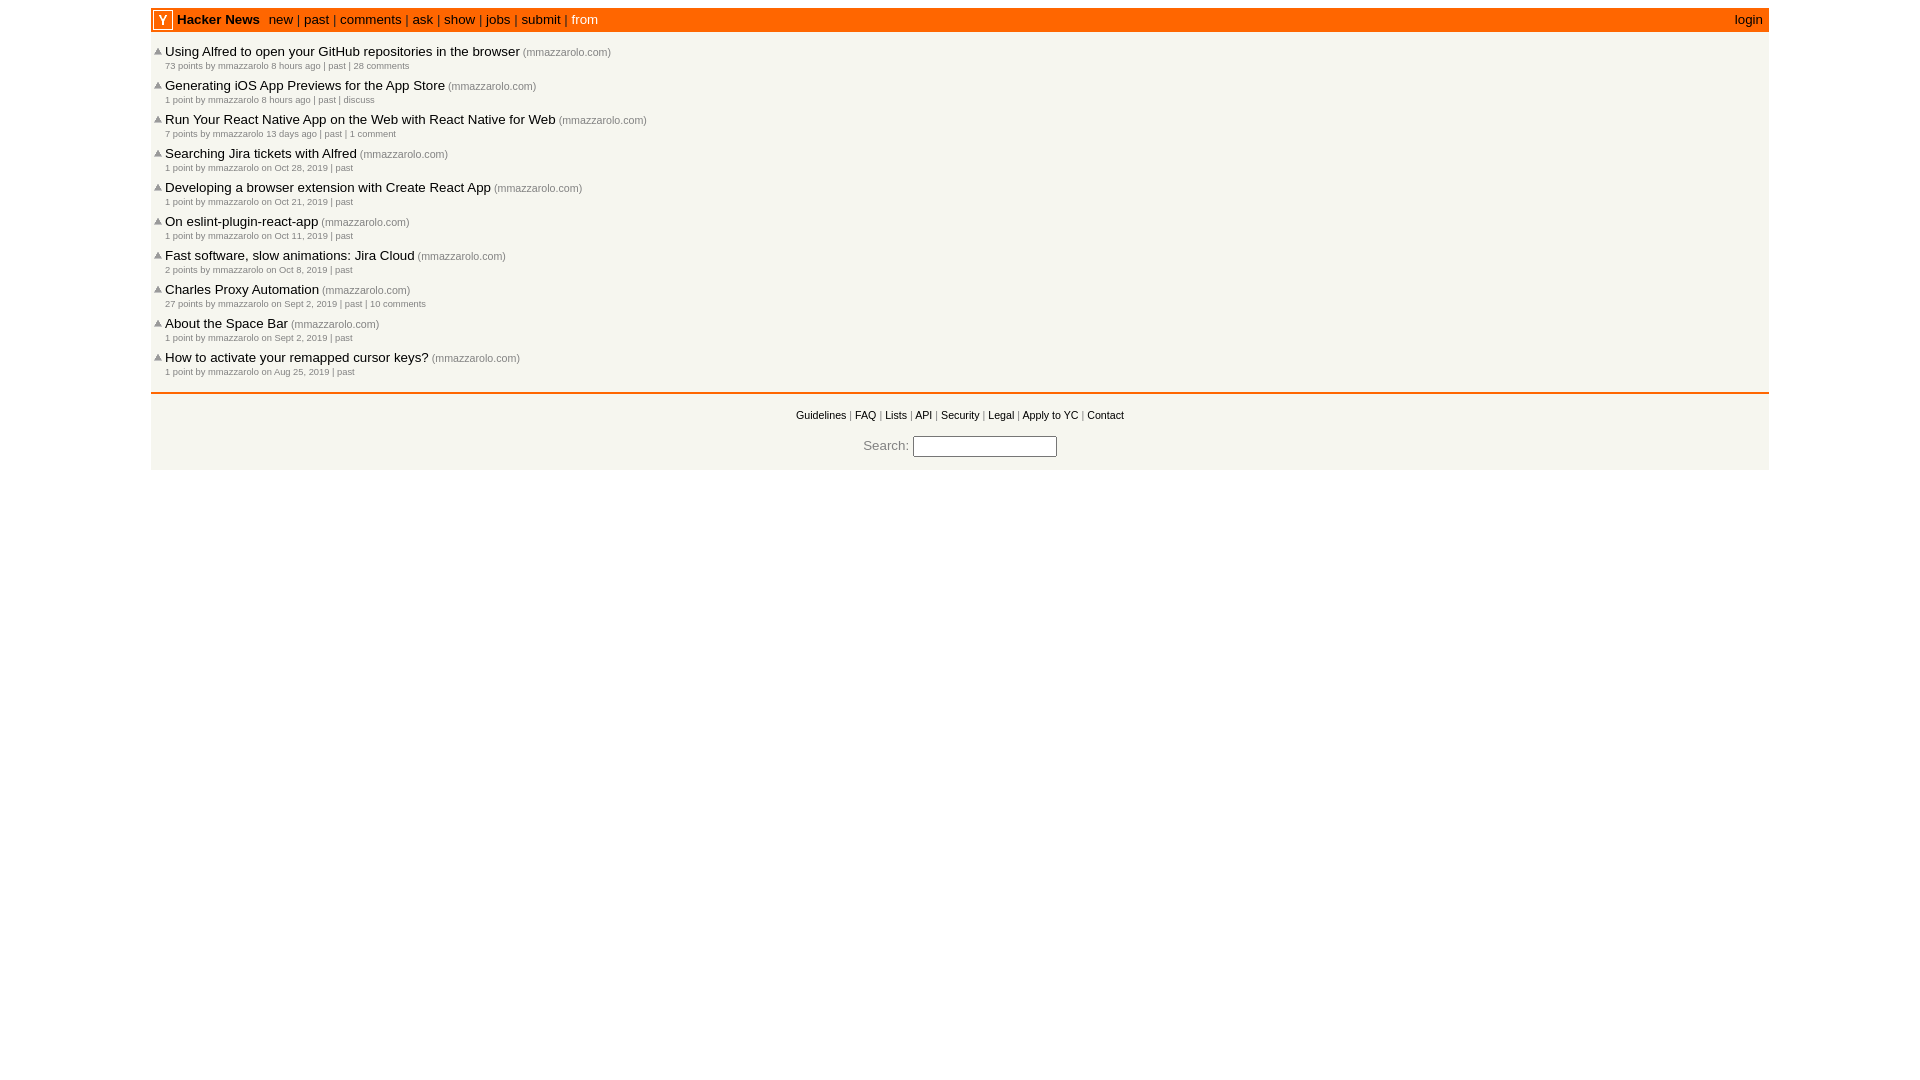 Y Hacker News new | past | comments | ask | show | jobs | submit | from login
Using Alfred to open your GitHub repositories in the browser (mmazzarolo.com)
73 points by mmazzarolo 8 hours ago | past | 28 comments
Generating iOS App Previews for the App Store (mmazzarolo.com)
1 point by mmazzarolo 8 hours ago | past | discuss
Run Your React Native App on the Web with React Native for Web (mmazzarolo.com)
7 points by mmazzarolo 13 days ago | past | 1 comment
Searching Jira tickets with Alfred (mmazzarolo.com)
1 point by mmazzarolo on Oct 28, 2019 | past
Developing a browser extension with Create React App (mmazzarolo.com)
1 point by mmazzarolo on Oct 21, 2019 | past
On eslint-plugin-react-app (mmazzarolo.com)
1 point by mmazzarolo on Oct 11, 2019 | past
Fast software, slow animations: Jira Cloud (mmazzarolo.com)
2 points by mmazzarolo on Oct 8, 2019 | past
Charles Proxy Automation (mmazzarolo.com)
27 points by mmazzarolo on Sept 2, 2019 | past | 10 comments
About the Space Bar (mmazzarolo.com)
1 point by mmazzarolo on Sept 2, 2019 | past
How to activate your remapped cursor keys? (mmazzarolo.com)
1 point by mmazzarolo on Aug 25, 2019 | past
Guidelines | FAQ | Lists | API | Security | Legal | Apply to YC | Contact
Search: